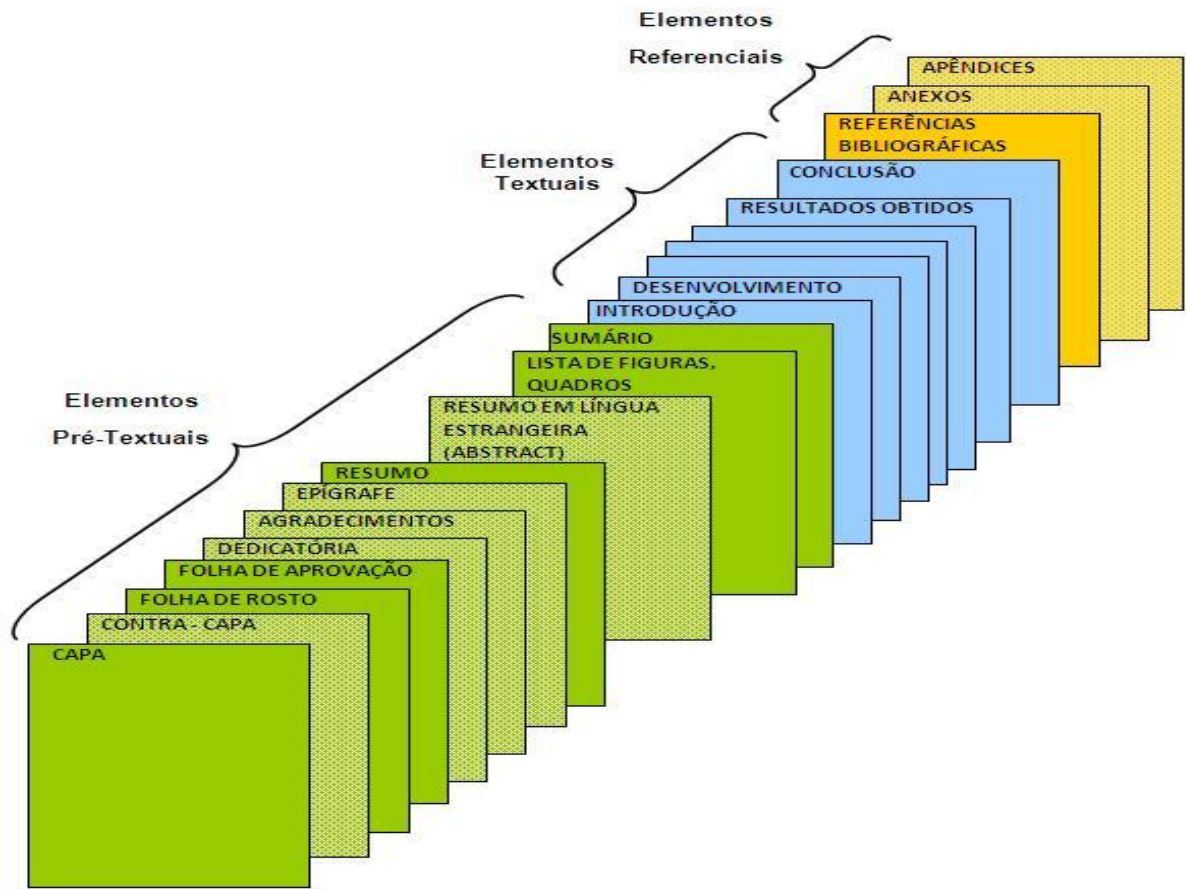 Elementos
Referenciais
APÊNDICES
ANEXOS
REFERÊNCIAS
BIBLIOGRÁFICAS
Elementos
Textuais
CONCLUSÃO
RESULTADOS OBTIDOS
DESENVOLVIMENTO
INTRODUÇÃO
SUMÁRIO
LISTA DE FIGURAS,
QUADROS
Elementos
Pré-Textuais
RESUMO EM LÍNGUA
ESTRANGEIRA
(ABSTRACT)
RESUMO
EPÍGRAFE
AGRADECIMENTOS
DEDICATÓRIA
FOLHA DE APROVAÇÃO
FOLHA DE ROSTO
CONTRA - CAPA
CAPA